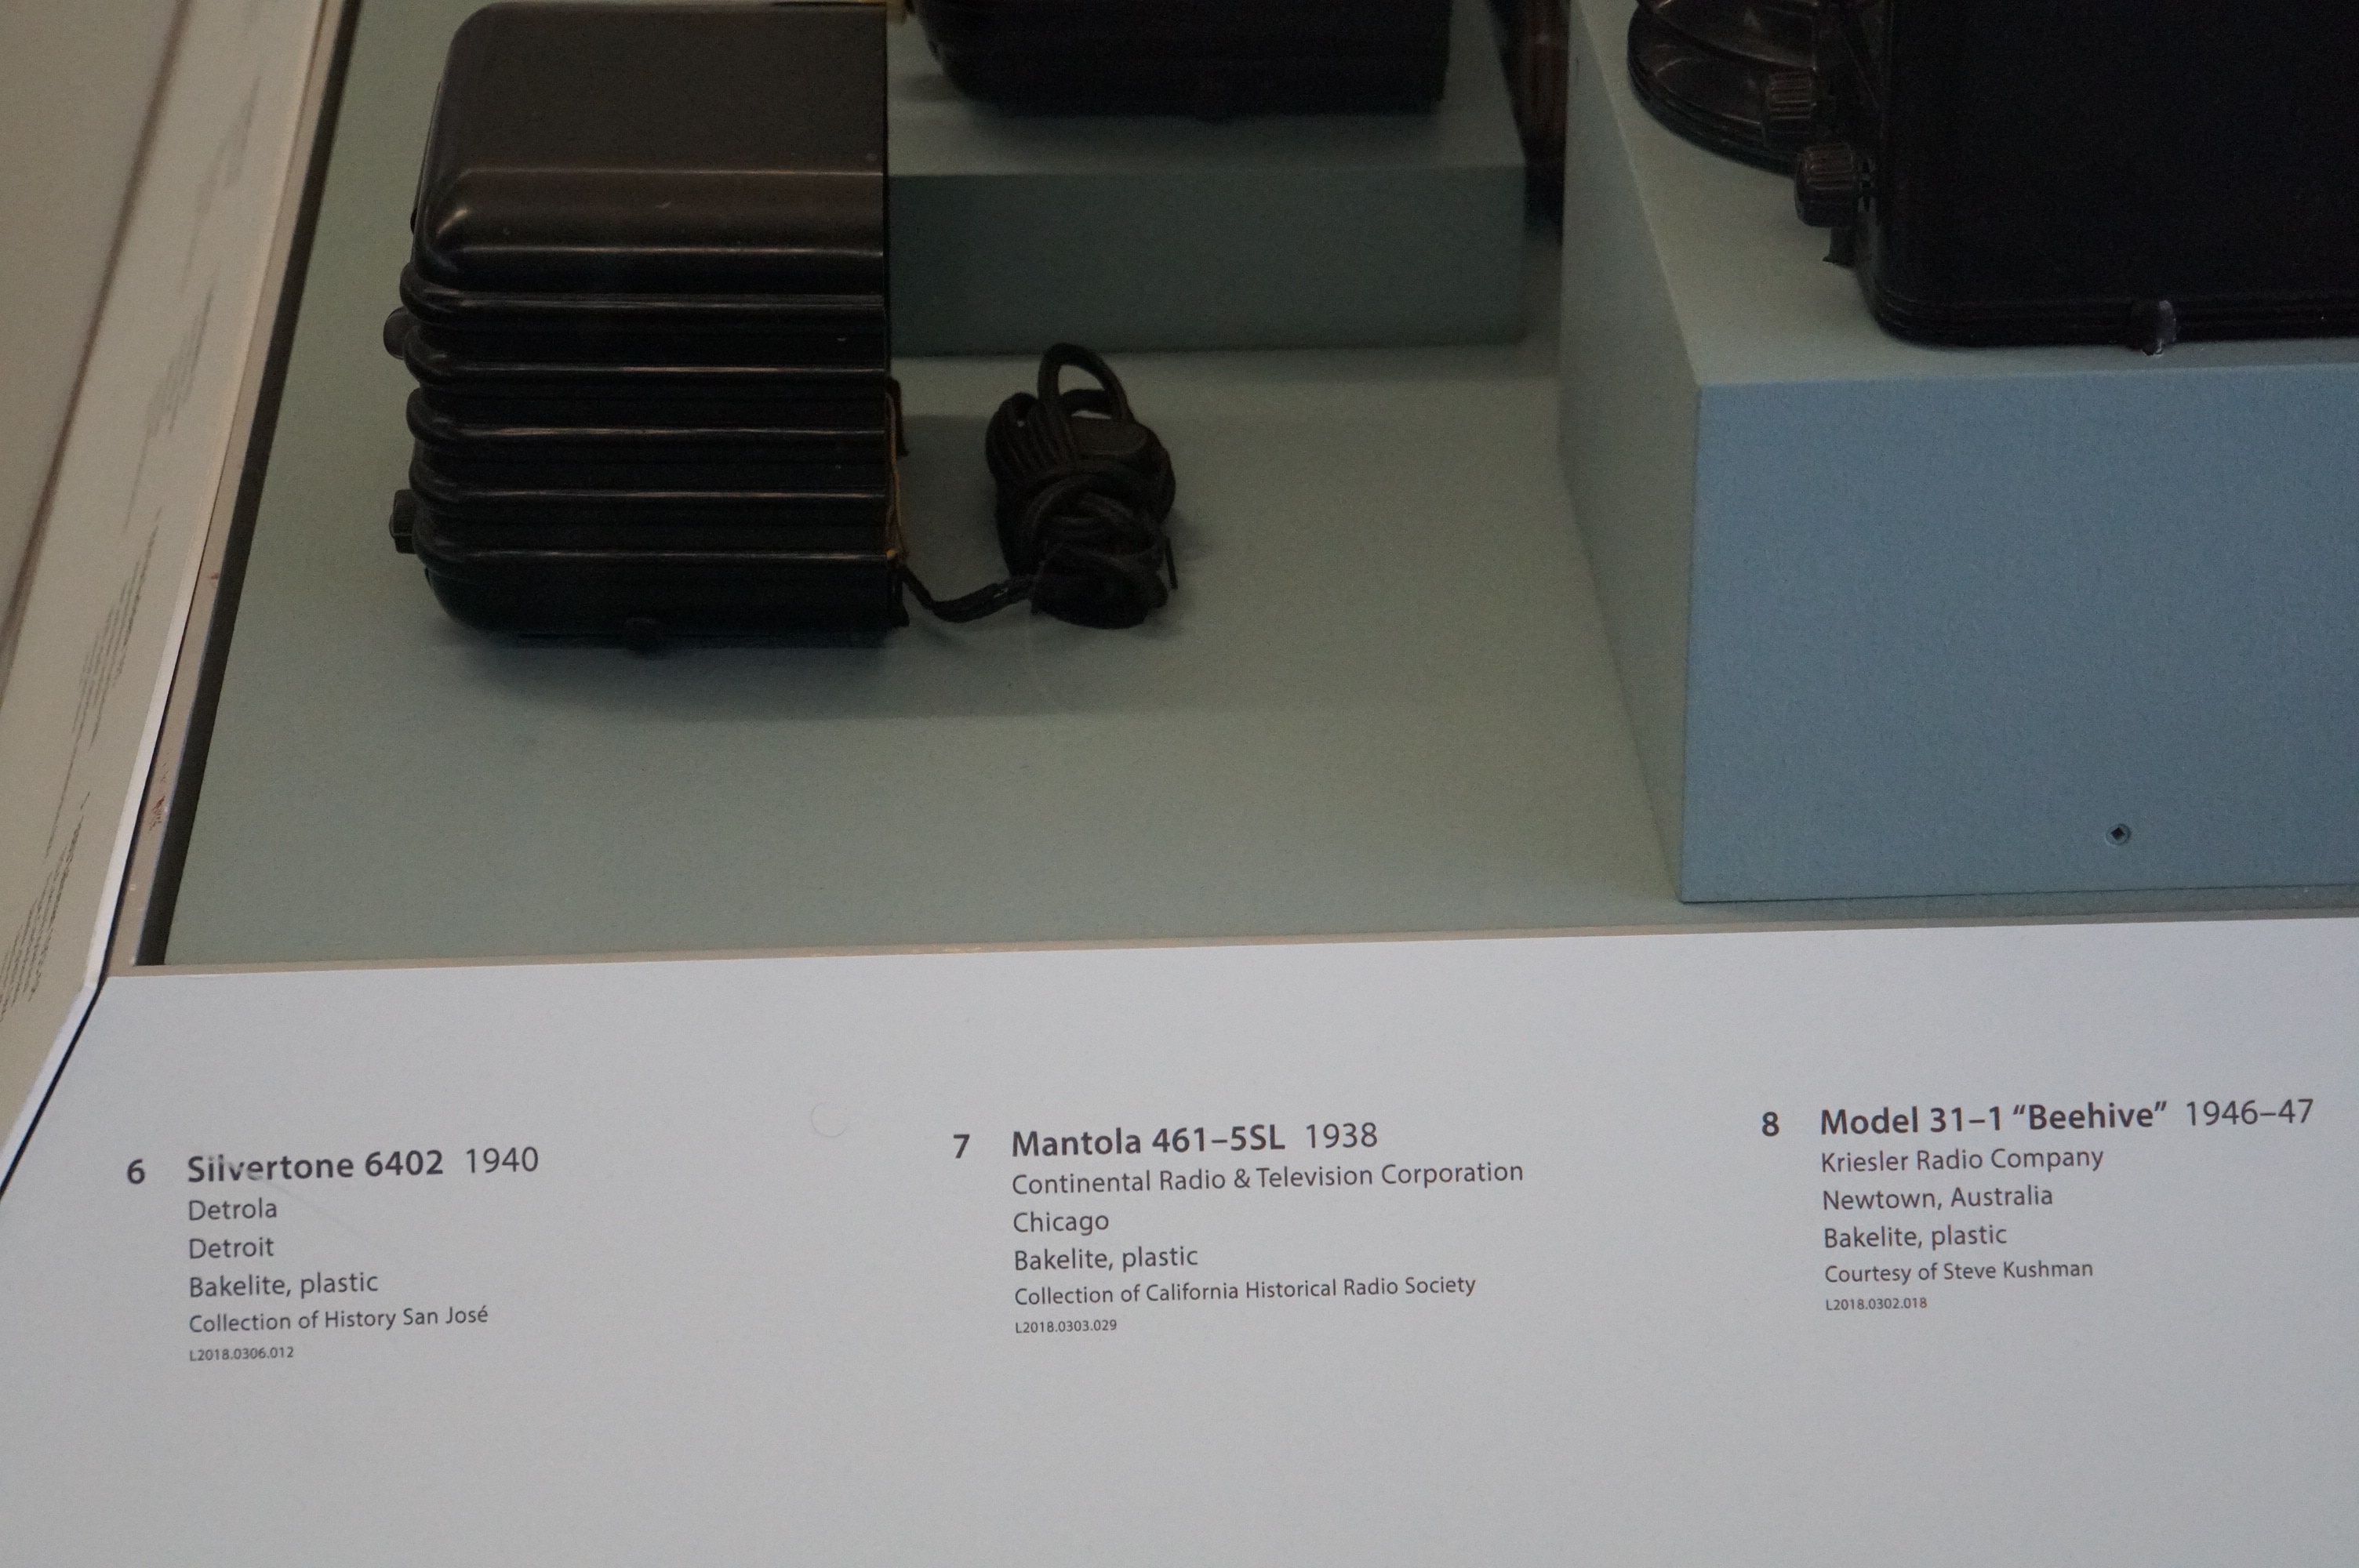 6 Silvertone 6402 1940
Detrola
Detroit
Bakelite, plastic
Collection of History San José
L2018.0306.012
7 Mantola 461–5SL 1938
Continental Radio & Television Corporation
Chicago
Bakelite, plastic
Collection of California Historical Radio Society
L2018.0303.029
8 Model 31–1 “Beehive” 1946–47
Kriesler Radio Company
Newtown, Australia
Bakelite, plastic
Courtesy of Steve Kushman
L2018.0302.018